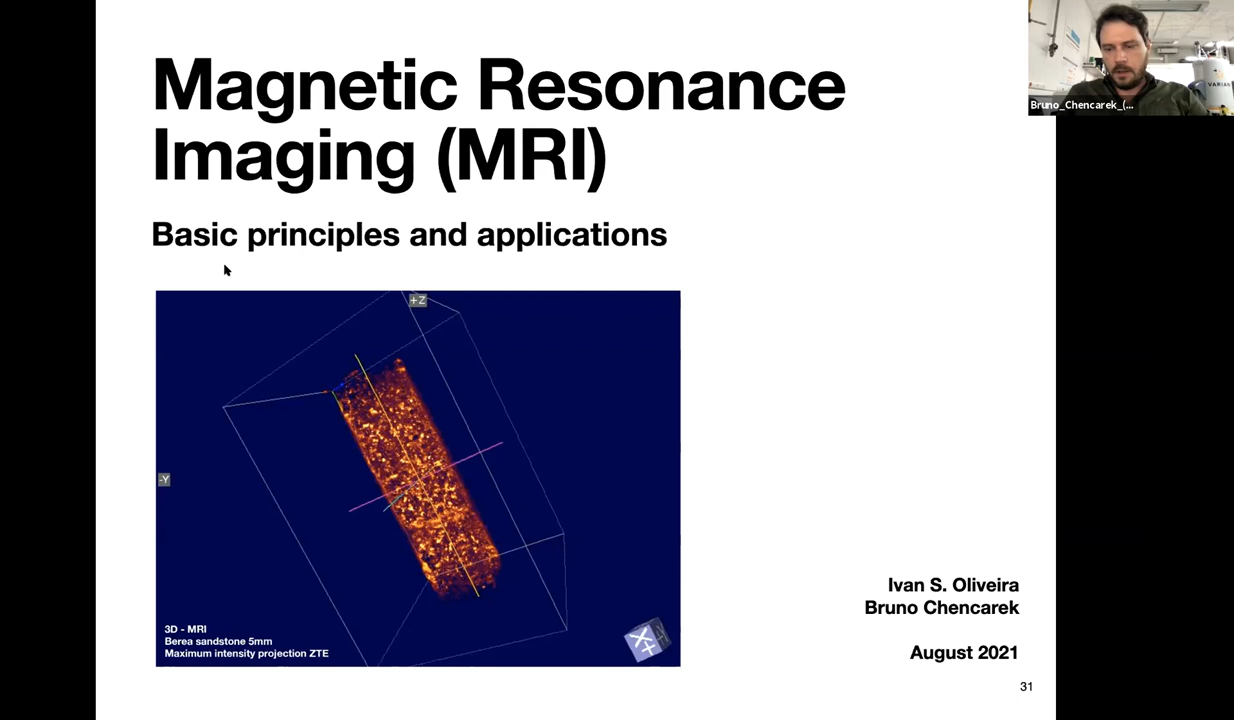 Magnetic Resonance
Imaging (MRI)
Basic principles and applications
+Z
-Y
3D - MRI
Berea sandstone 5mm
Maximum intensity projection ZTE
X+
Ivan S. Oliveira
Bruno Chencarek
August 2021
31
VARIAN
Bruno_Chencarek_(...